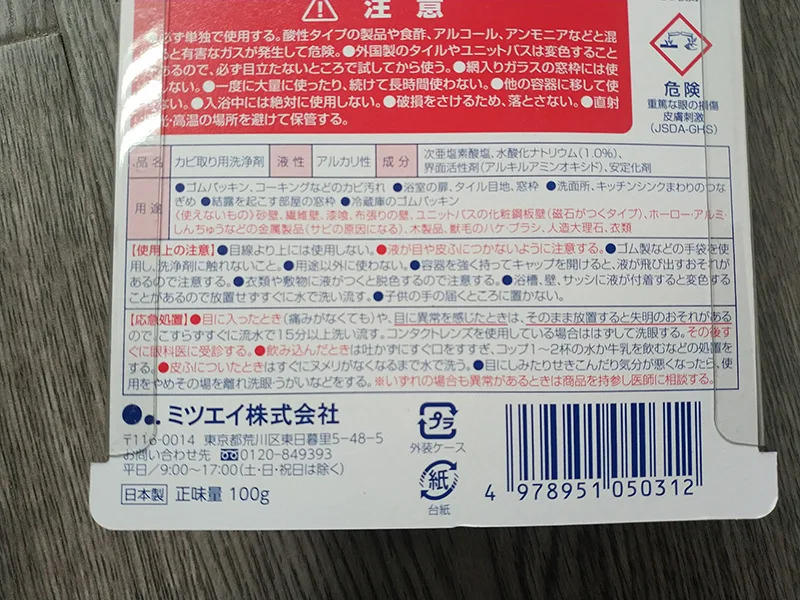 注意
必ず単独で使用する。酸性タイプの製品や食酢、アルコール、アンモニアなどと混
ると有害なガスが発生して危険。●外国製のタイルやユニットバスは変色すること
があるので、必ず目立たないところで試してから使う。●網入りガラスの窓枠には使
しない。●一度に大量に使ったり、続けて長時間使わない。●他の容器に移して使
ない。●入浴中には絶対に使用しない。●破損をさけるため、落とさない。●直射
光・高温の場所を避けて保管する。
危険
重篤な眼の損傷
皮膚刺激
(JSDA-GHS)
品名 カビ取り用洗浄剤 液性 アルカリ性 成分 次亜塩素酸塩、水酸化ナトリウム(1.0%)、
界面活性剤(アルキルアミンオキシド)、安定化剤
用途 ●ゴムパッキン、コーキングなどのカビ汚れ ●浴室の扉、タイル目地、窓枠 ●洗面所、キッチンシンクまわりのつな
ぎめ ●結露を起こす部屋の窓枠 ●冷蔵庫のゴムパッキン
〈使えないもの〉砂壁、繊維壁、漆喰、布張りの壁、ユニットバスの化粧鋼板壁(磁石がつくタイプ)、ホーロー・アルミ・
しんちゅうなどの金属製品(サビの原因になる)、木製品、獣毛のハケ・ブラシ、人造大理石、衣類
【使用上の注意】●目線より上には使用しない。●液が目や皮ふにつかないように注意する。●ゴム製などの手袋を使
用し、洗浄剤に触れないこと。●用途以外に使わない。●容器を強く持ってキャップを開けると、液が飛び出すおそれが
あるので注意する。●衣類や敷物に液がつくと脱色するので注意する。●浴槽、壁、サッシに液が付着すると変色する
ことがあるので放置せずすぐに水で洗い流す。●子供の手の届くところに置かない。
【応急処置】●目に入ったとき(痛みがなくても)や、目に異常を感じたときは、そのまま放置すると失明のおそれがある
ので、こすらずすぐに流水で15分以上洗い流す。コンタクトレンズを使用している場合ははずして洗眼する。その後す
ぐに眼科医に受診する。●飲み込んだときは吐かずにすぐ口をすすぎ、コップ1〜2杯の水か牛乳を飲むなどの処置を
する。●皮ふについたときはすぐにヌメリがなくなるまで水で洗う。●目にしみたりせきこんだり気分が悪くなったら、使
用をやめその場を離れ洗眼・うがいなどをする。※いずれの場合も異常があるときは商品を持参し医師に相談する。
ミツエイ株式会社
〒116-0014 東京都荒川区東日暮里5-48-5
お問い合わせ先 0120-849393
平日/9:00〜17:00(土・日・祝日は除く)
日本製 正味量 100g
プラ
外装ケース
紙
台紙
4 978951 050312